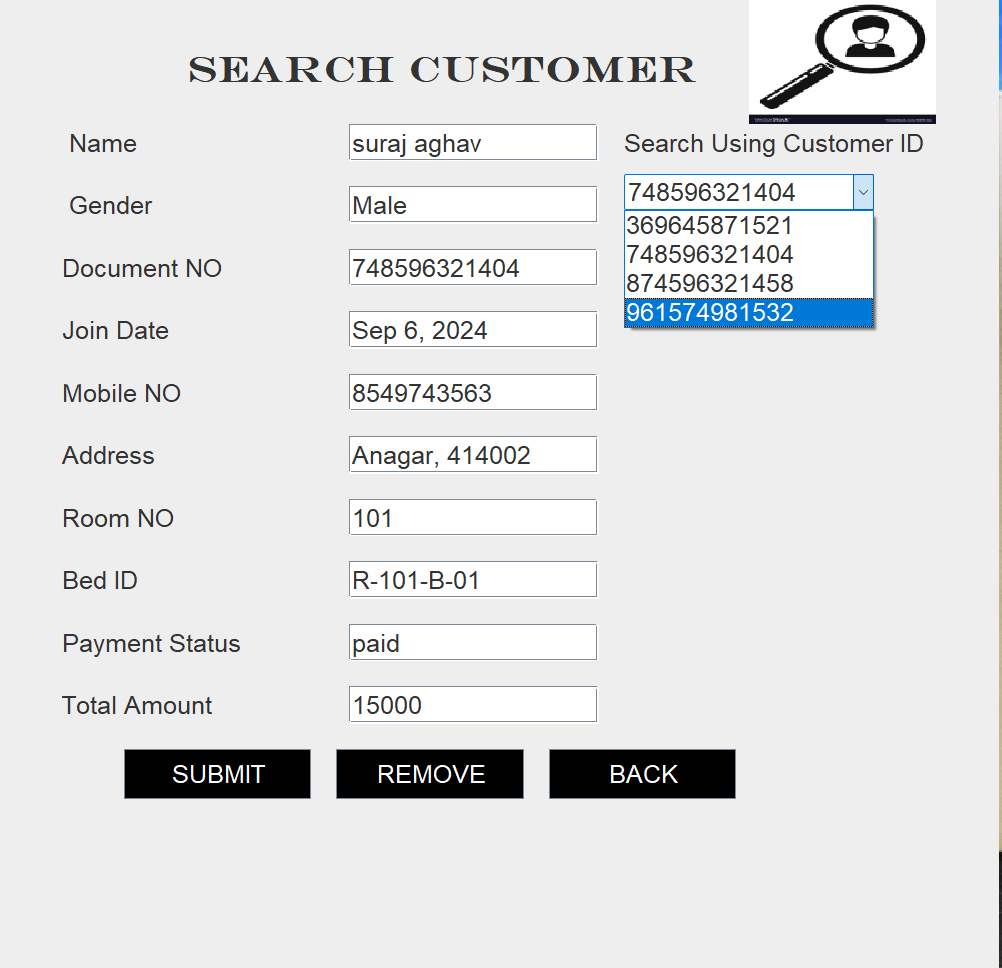 SEARCH CUSTOMER
Name
suraj aghav
Search Using Customer ID
Gender
Male
748596321404
369645871521
748596321404
874596321458
961574981532
Document NO
748596321404
Join Date
Sep 6, 2024
Mobile NO
8549743563
Address
Anagar, 414002
Room NO
101
Bed ID
R-101-B-01
Payment Status
paid
Total Amount
15000
SUBMIT
REMOVE
BACK